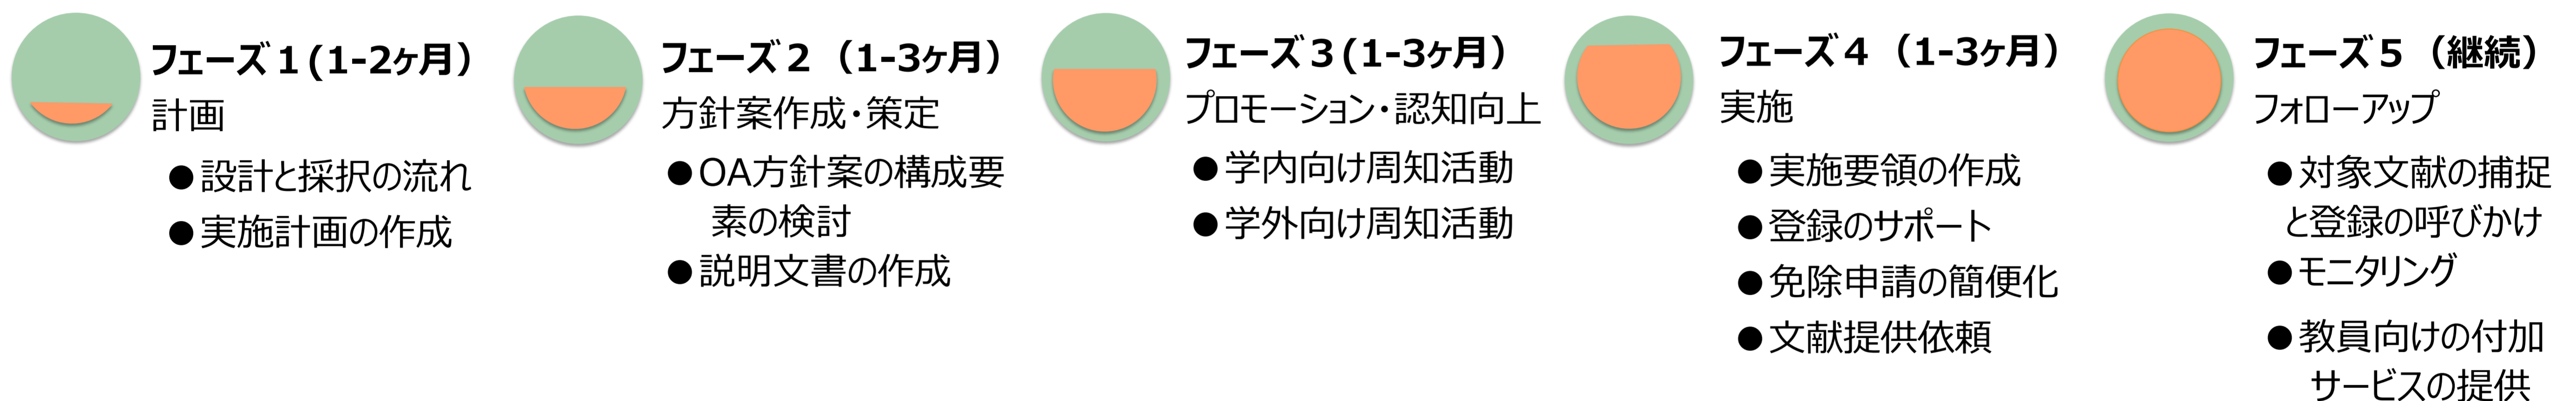 フェーズ1(1-2ヶ月)
計画
●設計と採択の流れ
●実施計画の作成
フェーズ2（1-3ヶ月）
方針案作成・策定
●OA方針案の構成要
素の検討
●説明文書の作成
フェーズ3(1-3ヶ月)
プロモーション・認知向上
●学内向け周知活動
●学外向け周知活動
フェーズ4（1-3ヶ月）
実施
●実施要領の作成
●登録のサポート
●免除申請の簡便化
●文献提供依頼
フェーズ5（継続）
フォローアップ
●対象文献の捕捉
と登録の呼びかけ
●モニタリング
●教員向けの付加
サービスの提供